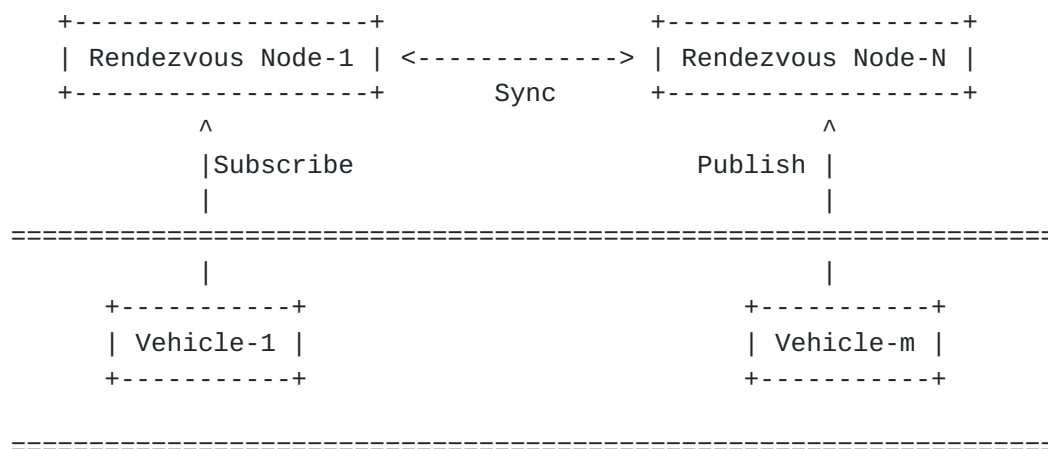 +-------------------+                 +-------------------+
| Rendezvous Node-1 | <-------------> | Rendezvous Node-N |
+-------------------+       Sync      +-------------------+
         ^                                       ^
         |Subscribe                      Publish |
         |                                       |
===================================================================
         |                                       |
   +-----------+                            +-----------+
   | Vehicle-1 |                            | Vehicle-m |
   +-----------+                            +-----------+
===================================================================